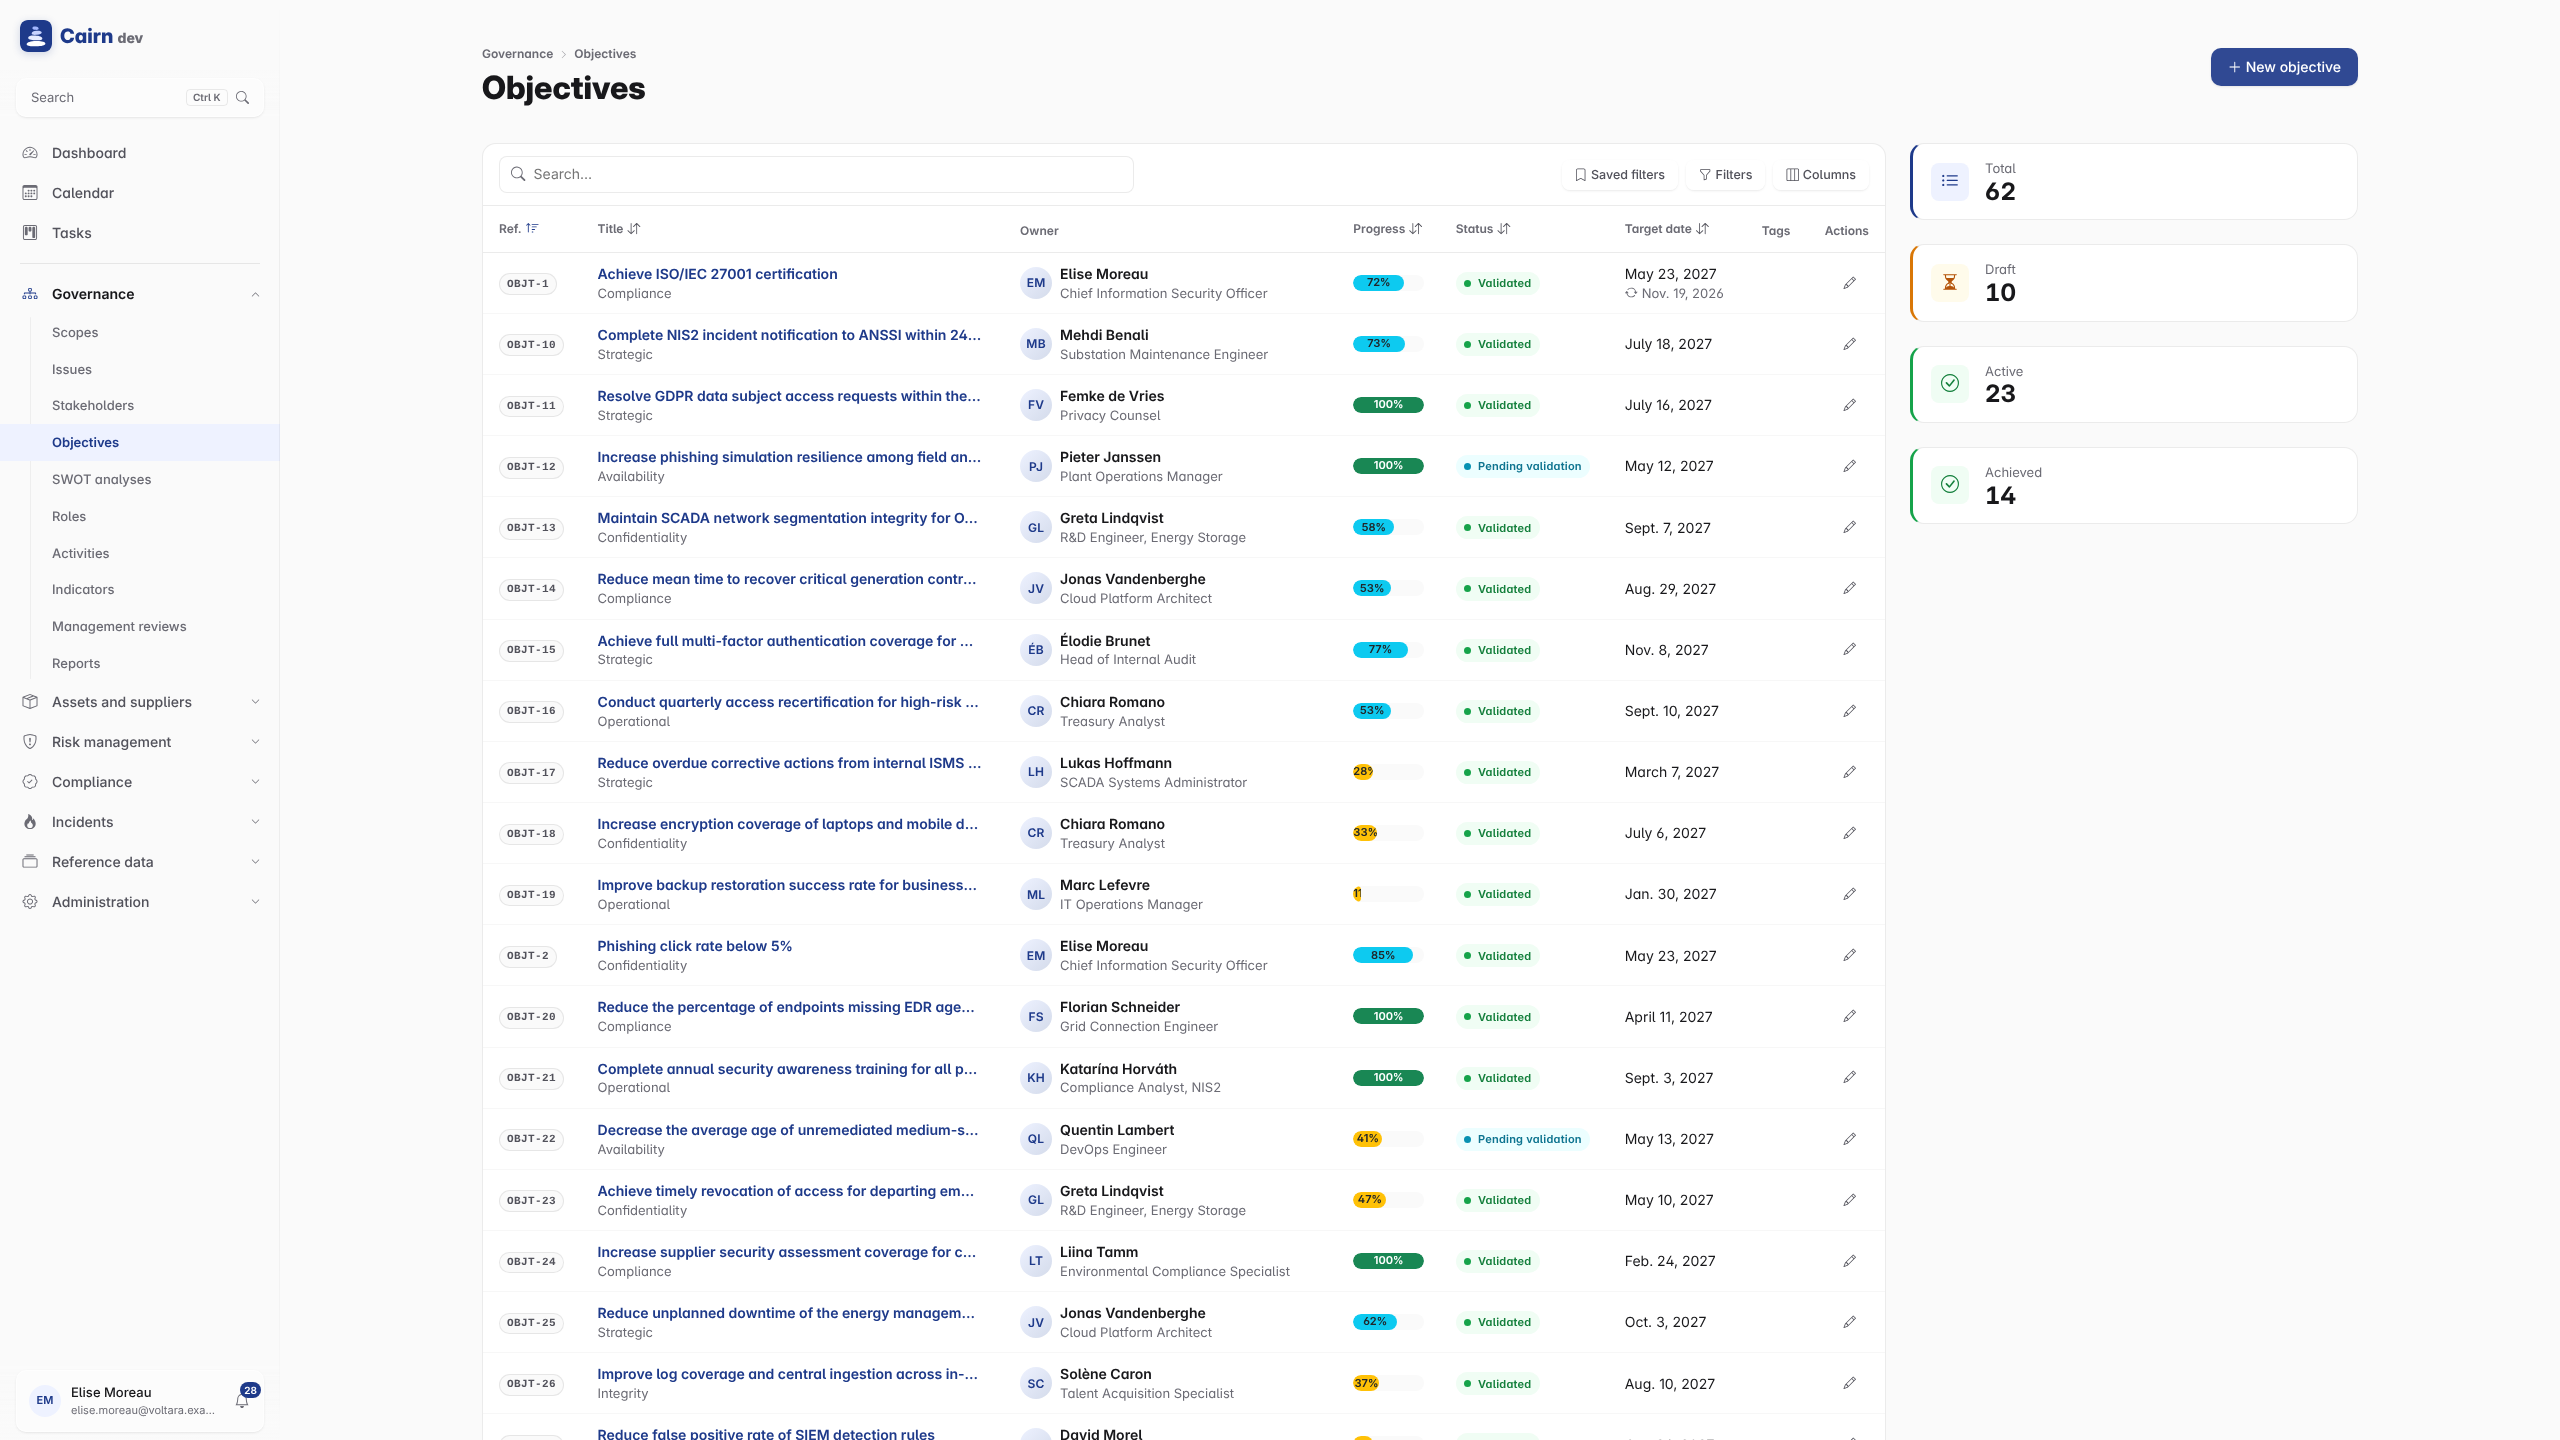 Cairn dev
Search Ctrl K
Dashboard
Calendar
Tasks
Governance
Scopes
Issues
Stakeholders
Objectives
SWOT analyses
Roles
Activities
Indicators
Management reviews
Reports
Assets and suppliers
Risk management
Compliance
Incidents
Reference data
Administration
EM Elise Moreau 28
elise.moreau@voltara.exa...
Governance > Objectives
Objectives
+ New objective
Search...
Saved filters Filters Columns
Ref. Title Owner Progress Status Target date Tags Actions
OBJT-1 Achieve ISO/IEC 27001 certification EM Elise Moreau 72% Validated May 23, 2027
Compliance Chief Information Security Officer Nov. 19, 2026
OBJT-10 Complete NIS2 incident notification to ANSSI within 24... MB Mehdi Benali 73% Validated July 18, 2027
Strategic Substation Maintenance Engineer
OBJT-11 Resolve GDPR data subject access requests within the... FV Femke de Vries 100% Validated July 16, 2027
Strategic Privacy Counsel
OBJT-12 Increase phishing simulation resilience among field an... PJ Pieter Janssen 100% Pending validation May 12, 2027
Availability Plant Operations Manager
OBJT-13 Maintain SCADA network segmentation integrity for O... GL Greta Lindqvist 58% Validated Sept. 7, 2027
Confidentiality R&D Engineer, Energy Storage
OBJT-14 Reduce mean time to recover critical generation contr... JV Jonas Vandenberghe 53% Validated Aug. 29, 2027
Compliance Cloud Platform Architect
OBJT-15 Achieve full multi-factor authentication coverage for ... ÉB Élodie Brunet 77% Validated Nov. 8, 2027
Strategic Head of Internal Audit
OBJT-16 Conduct quarterly access recertification for high-risk ... CR Chiara Romano 53% Validated Sept. 10, 2027
Operational Treasury Analyst
OBJT-17 Reduce overdue corrective actions from internal ISMS ... LH Lukas Hoffmann 28% Validated March 7, 2027
Strategic SCADA Systems Administrator
OBJT-18 Increase encryption coverage of laptops and mobile d... CR Chiara Romano 33% Validated July 6, 2027
Confidentiality Treasury Analyst
OBJT-19 Improve backup restoration success rate for business... ML Marc Lefevre Validated Jan. 30, 2027
Operational IT Operations Manager
OBJT-2 Phishing click rate below 5% EM Elise Moreau 85% Validated May 23, 2027
Confidentiality Chief Information Security Officer
OBJT-20 Reduce the percentage of endpoints missing EDR age... FS Florian Schneider 100% Validated April 11, 2027
Compliance Grid Connection Engineer
OBJT-21 Complete annual security awareness training for all p... KH Katarína Horváth 100% Validated Sept. 3, 2027
Operational Compliance Analyst, NIS2
OBJT-22 Decrease the average age of unremediated medium-s... QL Quentin Lambert 41% Pending validation May 13, 2027
Availability DevOps Engineer
OBJT-23 Achieve timely revocation of access for departing em... GL Greta Lindqvist 47% Validated May 10, 2027
Confidentiality R&D Engineer, Energy Storage
OBJT-24 Increase supplier security assessment coverage for c... LT Liina Tamm 100% Validated Feb. 24, 2027
Compliance Environmental Compliance Specialist
OBJT-25 Reduce unplanned downtime of the energy managem... JV Jonas Vandenberghe 62% Validated Oct. 3, 2027
Strategic Cloud Platform Architect
OBJT-26 Improve log coverage and central ingestion across in-... SC Solène Caron 37% Validated Aug. 10, 2027
Integrity Talent Acquisition Specialist
Reduce false positive rate of SIEM detection rules David Morel
Total
62
Draft
10
Active
23
Achieved
14